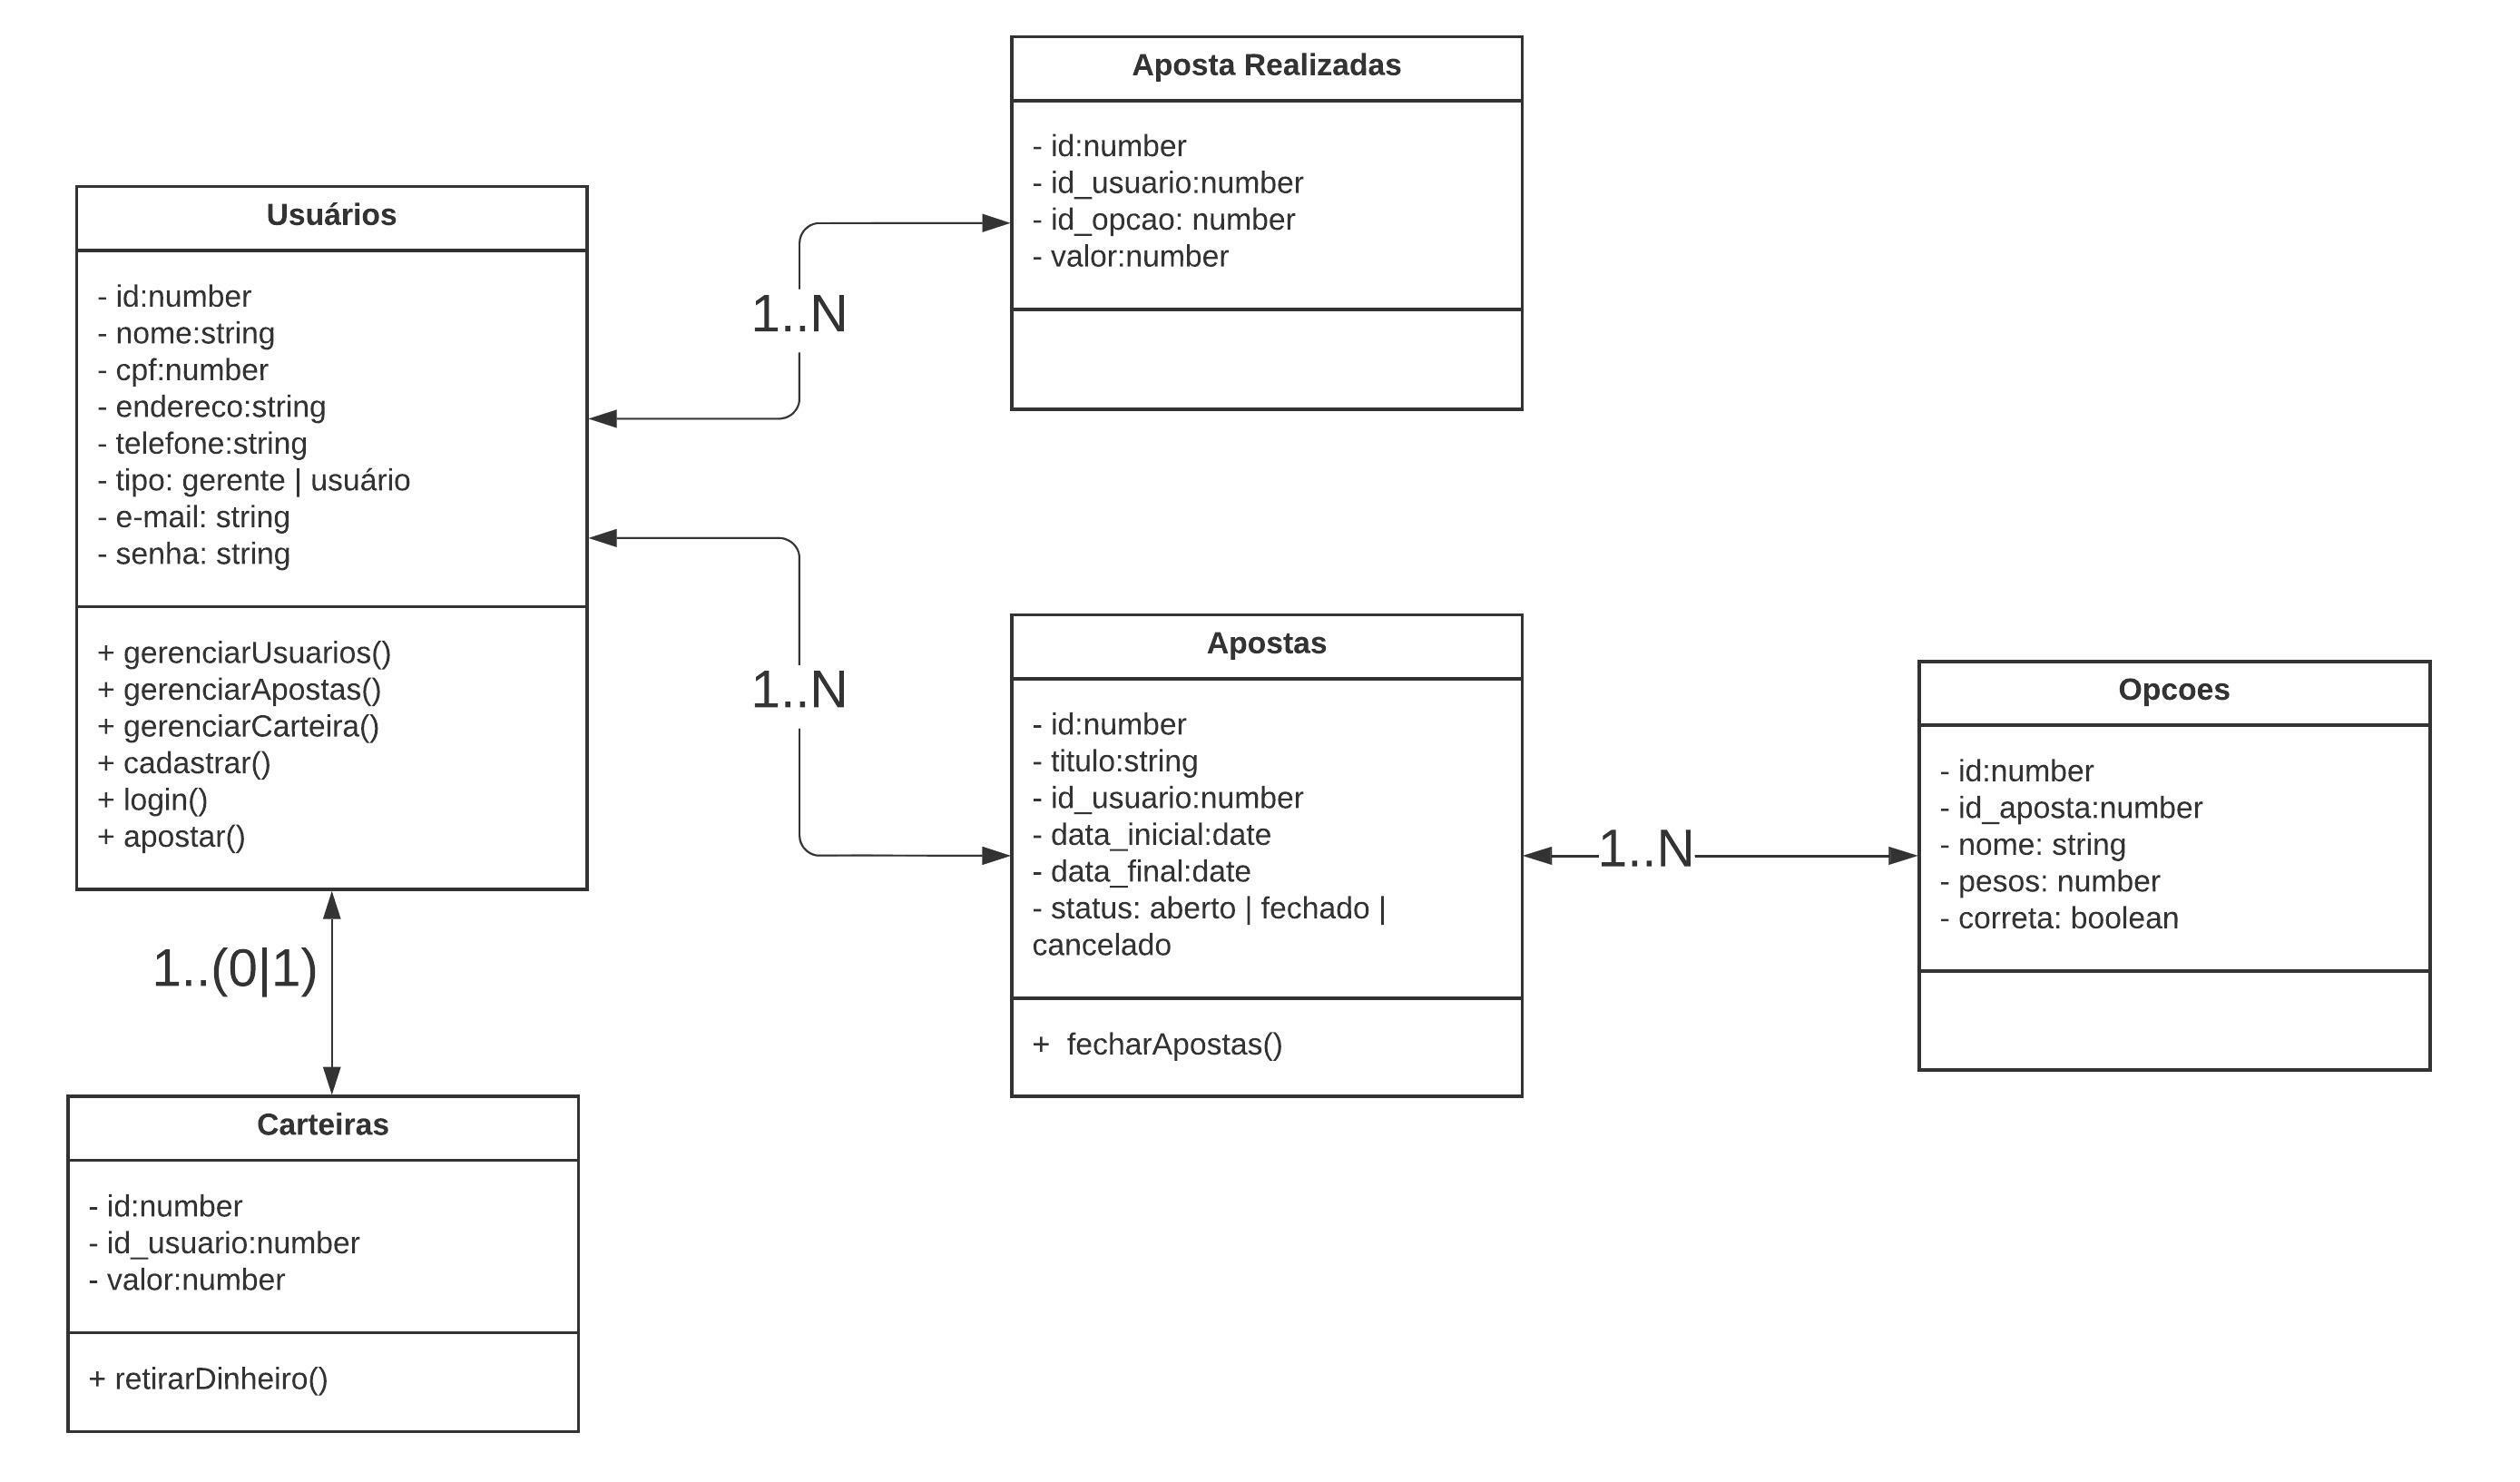 Aposta Realizadas
- id:number
- id_usuario:number
- id_opcao: number
- valor:number
Usuários
- id:number
- nome:string
- cpf:number
- endereco:string
- telefone:string
- tipo: gerente | usuário
- e-mail: string
- senha: string
+ gerenciarUsuarios()
+ gerenciarApostas()
+ gerenciarCarteira()
+ cadastrar()
+ login()
+ apostar()
1..N
1..N
Apostas
- id:number
- titulo:string
- id_usuario:number
- data_inicial:date
- data_final:date
- status: aberto | fechado |
cancelado
+  fecharApostas()
1..N
Opcoes
- id:number
- id_aposta:number
- nome: string
- pesos: number
- correta: boolean
1..(0|1)
Carteiras
- id:number
- id_usuario:number
- valor:number
+ retirarDinheiro()